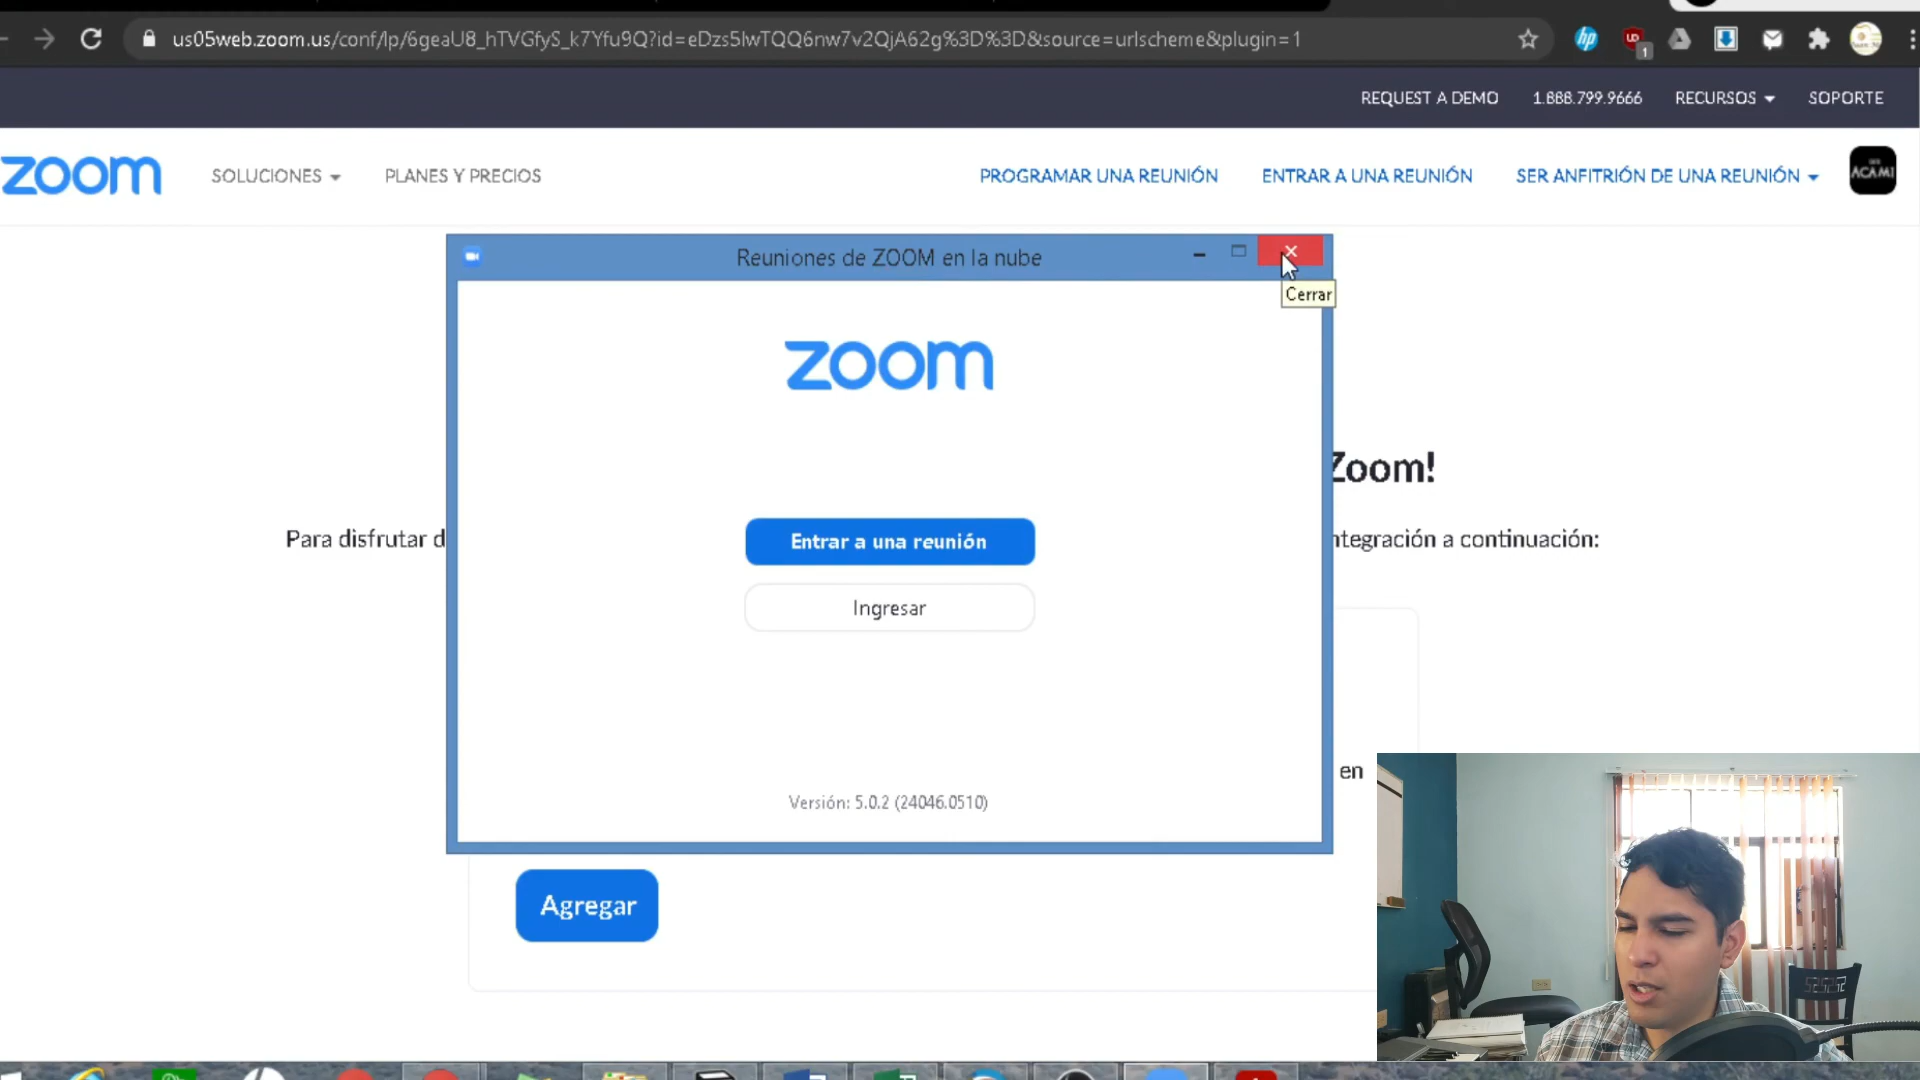 us05web.zoom.us/conf/lp/6geaU8_hTVGfyS_k7Yfu9Q?id=eDzs5lwTQQ6nw7v2QjA62g%3D%3D&source=urlscheme&plugin=1
UD
1
REQUEST A DEMO 1.888.799.9666 RECURSOS SOPORTE
zoom SOLUCIONES PLANES Y PRECIOS PROGRAMAR UNA REUNIÓN ENTRAR A UNA REUNIÓN SER ANFITRIÓN DE UNA REUNIÓN ACAMI
Reuniones de ZOOM en la nube
Cerrar
zoom
Zoom!
Para disfrutar d
ntegración a continuación:
Entrar a una reunión
Ingresar
en
Versión: 5.0.2 (24046.0510)
Agregar